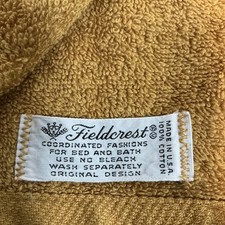 Fieldcrest®
COORDINATED FASHIONS
FOR BED AND BATH
USE NO BLEACH
WASH SEPARATELY
ORIGINAL DESIGN
MADE IN U.S.A.
100% COTTON